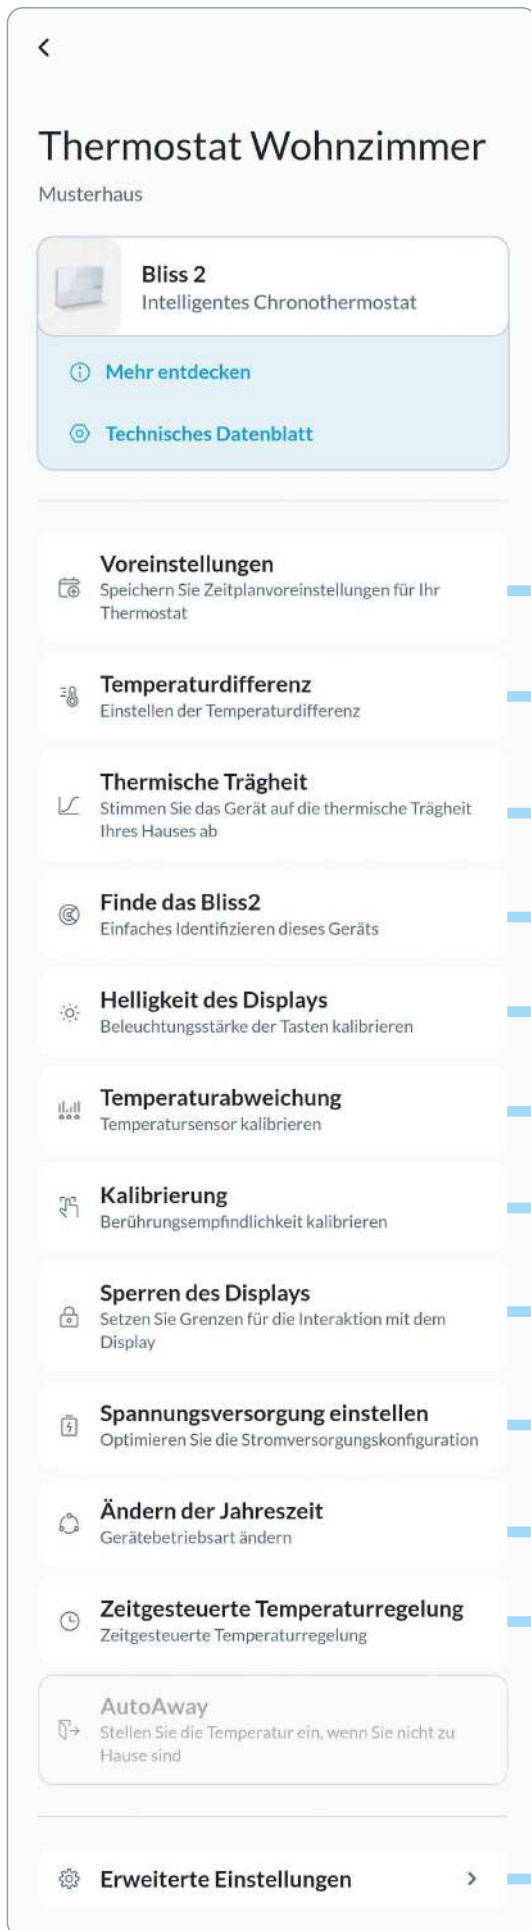 Thermostat Wohnzimmer
Musterhaus
Bliss 2
Intelligentes Chronothermostat
Mehr entdecken
Technisches Datenblatt
Voreinstellungen
Speichern Sie Zeitplanvoreinstellungen für Ihr
Thermostat
Temperaturdifferenz
Einstellen der Temperaturdifferenz
Thermische Trägheit
Stimmen Sie das Gerät auf die thermische Trägheit
Ihres Hauses ab
Finde das Bliss2
Einfaches Identifizieren dieses Geräts
Helligkeit des Displays
Beleuchtungsstärke der Tasten kalibrieren
Temperaturabweichung
Temperatursensor kalibrieren
Kalibrierung
Berührungsempfindlichkeit kalibrieren
Sperren des Displays
Setzen Sie Grenzen für die Interaktion mit dem
Display
Spannungsversorgung einstellen
Optimieren Sie die Stromversorgungskonfiguration
Ändern der Jahreszeit
Gerätebetriebsart ändern
Zeitgesteuerte Temperaturregelung
Zeitgesteuerte Temperaturregelung
AutoAway
Stellen Sie die Temperatur ein, wenn Sie nicht zu
Hause sind
Erweiterte Einstellungen